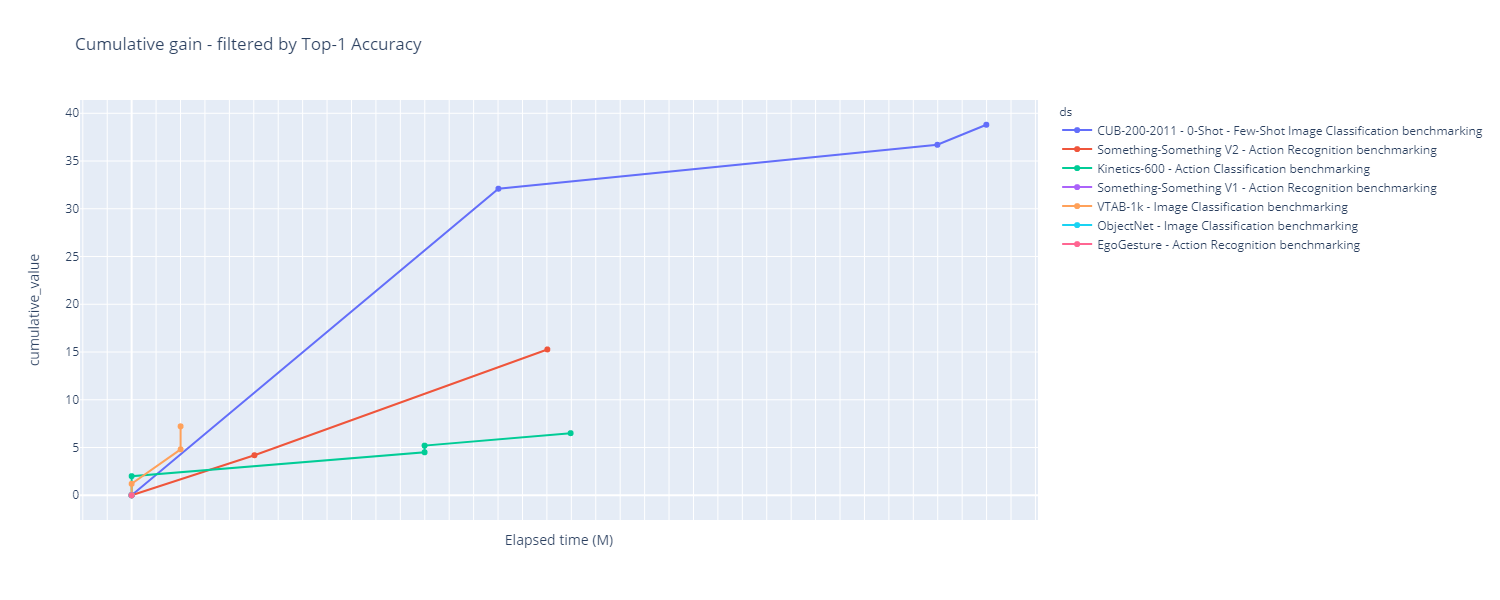 Cumulative gain - filtered by Top-1 Accuracy
40
35
30
25
20
15
10
5
0
cumulative_value
Elapsed time (M)
ds
CUB-200-2011 - 0-Shot - Few-Shot Image Classification benchmarking
Something-Something V2 - Action Recognition benchmarking
Kinetics-600 - Action Classification benchmarking
Something-Something V1 - Action Recognition benchmarking
VTAB-1k - Image Classification benchmarking
ObjectNet - Image Classification benchmarking
EgoGesture - Action Recognition benchmarking